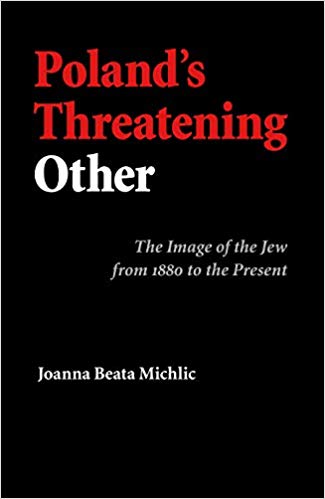 Poland's
Threatening
Other
The Image of the Jew
from 1880 to the Present
Joanna Beata Michlic